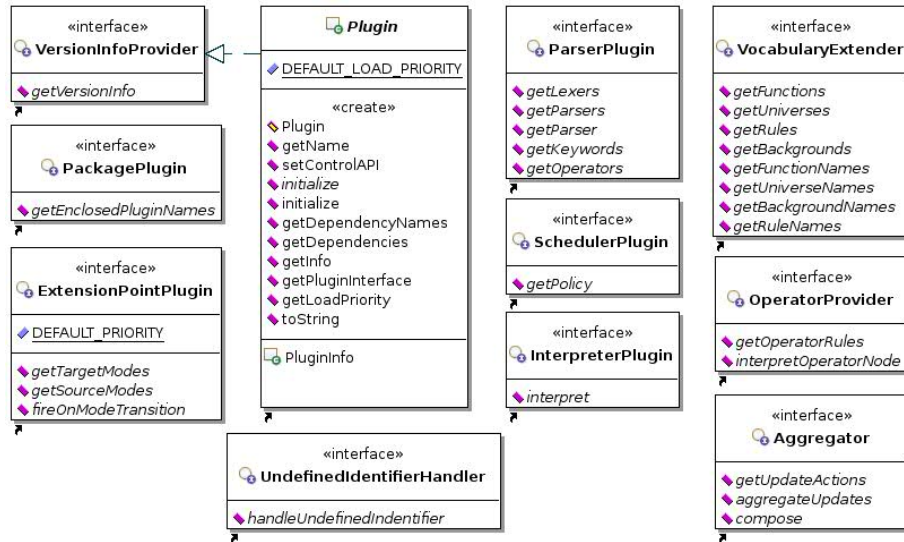 «interface»
VersionInfoProvider
getVersionInfo
«interface»
PackagePlugin
getEnclosedPluginNames
«interface»
ExtensionPointPlugin
DEFAULT_PRIORITY
getTargetModes
getSourceModes
fireOnModeTransition
Plugin
DEFAULT_LOAD_PRIORITY
«create»
Plugin
getName
setControlAPI
initialize
initialize
getDependencyNames
getDependencies
getInfo
getPluginInterface
getLoadPriority
toString
PluginInfo
«interface»
UndefinedIdentifierHandler
handleUndefinedIndentifier
«interface»
ParserPlugin
getLexers
getParsers
getParser
getKeywords
getOperators
«interface»
SchedulerPlugin
getPolicy
«interface»
InterpreterPlugin
interpret
«interface»
VocabularyExtender
getFunctions
getUniverses
getRules
getBackgrounds
getFunctionNames
getUniverseNames
getBackgroundNames
getRuleNames
«interface»
OperatorProvider
getOperatorRules
interpretOperatorNode
«interface»
Aggregator
getUpdateActions
aggregateUpdates
compose